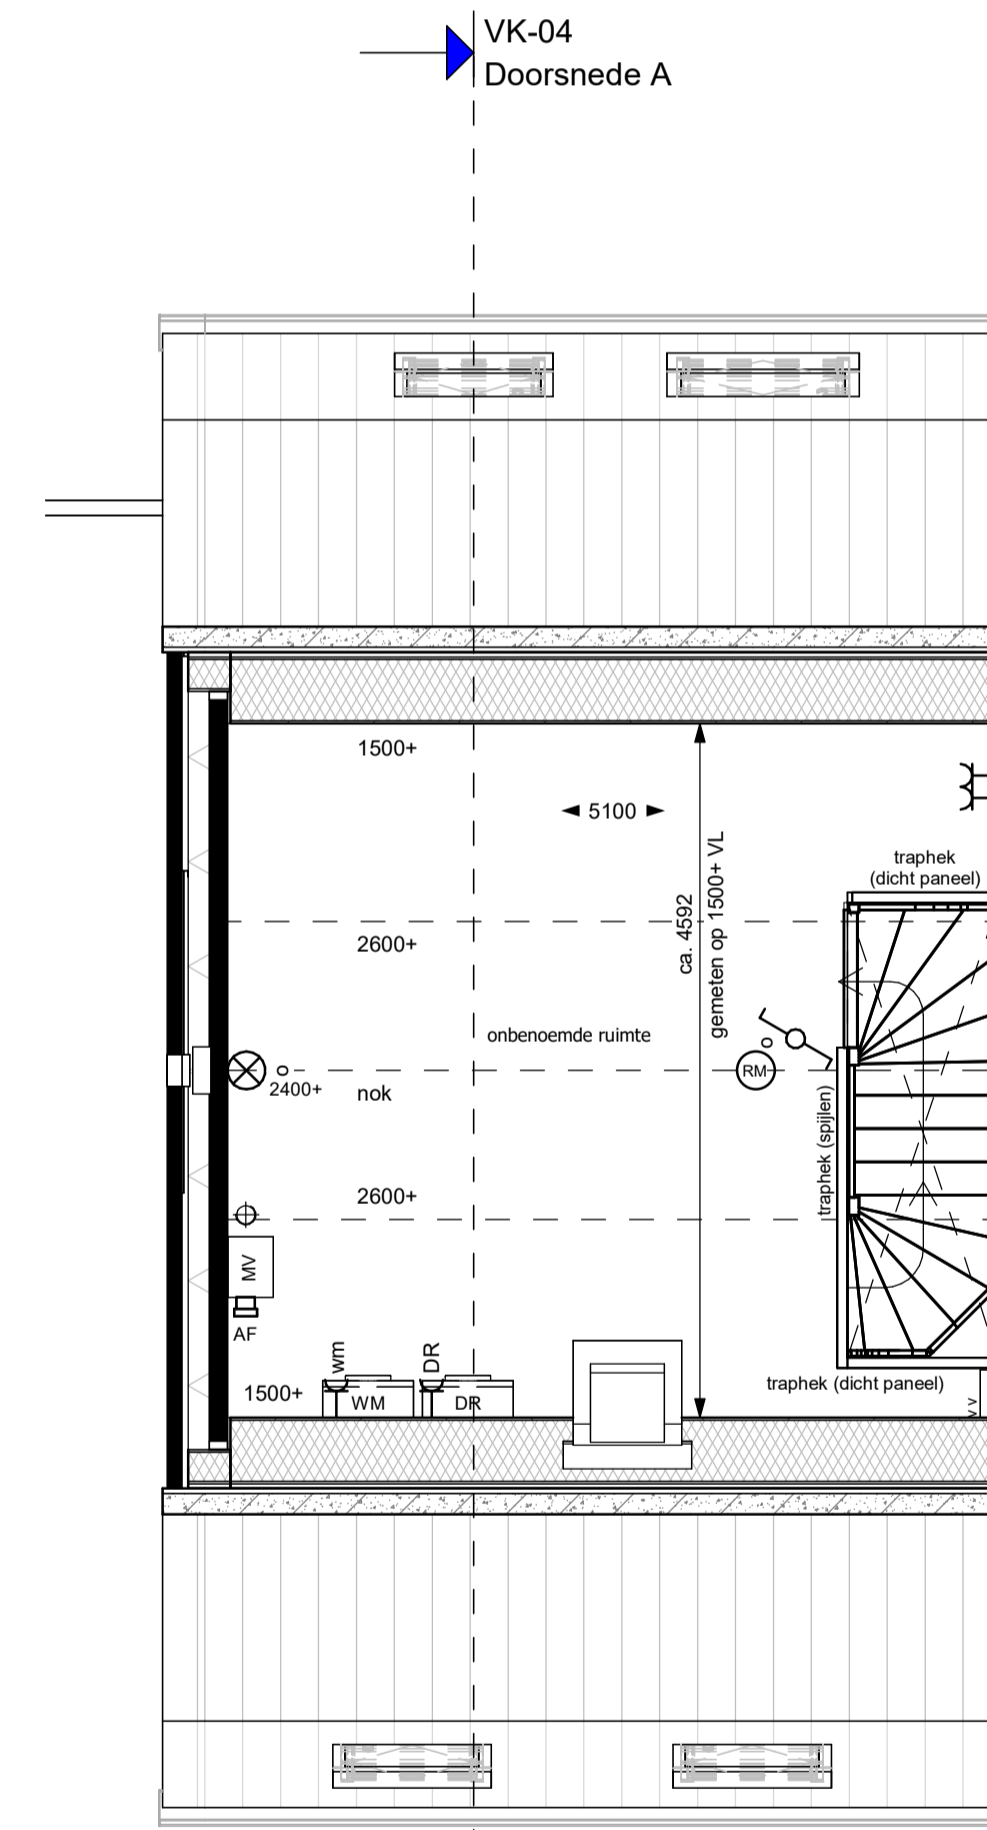 VK-04
Doorsnede A
1500+
5100
traphek
(dicht paneel)
ca. 4592
gemeten op 1500+ VL
2600+
onbenoemde ruimte
RM
2400+
nok
traphek (spijlen)
2600+
MV
AF
wm
DR
1500+
WM
DR
traphek (dicht paneel)